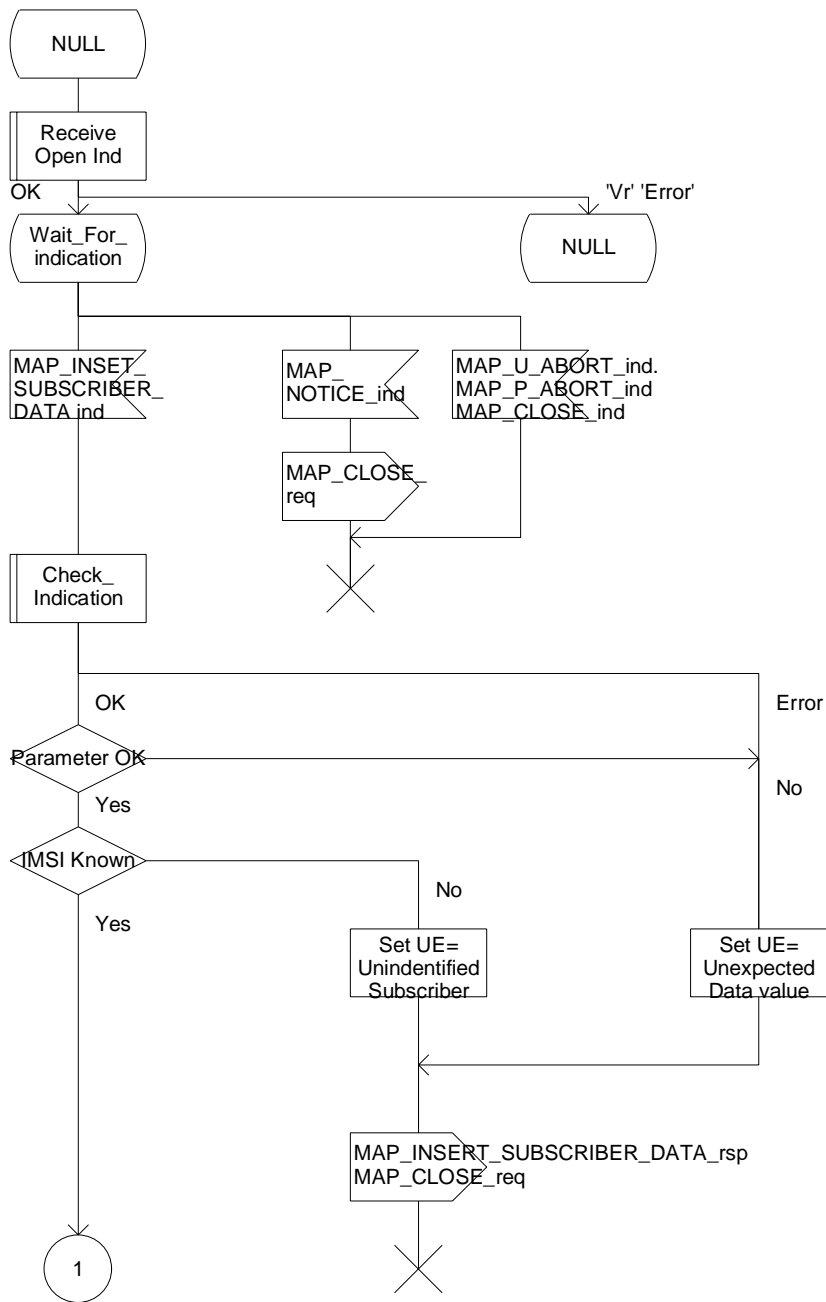 NULL
Receive
Open Ind
OK
'Vr' 'Error'
Wait_For_
indication
NULL
MAP_INSET_
SUBSCRIBER_
DATA ind
MAP_
NOTICE_ind
MAP_U_ABORT_ind.
MAP_P_ABORT_ind
MAP_CLOSE_ind
MAP_CLOSE_
req
Check_
Indication
OK
Error
Parameter OK
No
Yes
IMSI Known
No
Yes
Set UE=
Unindentified
Subscriber
Set UE=
Unexpected
Data value
MAP_INSERT_SUBSCRIBER_DATA_rsp
MAP_CLOSE_req
1